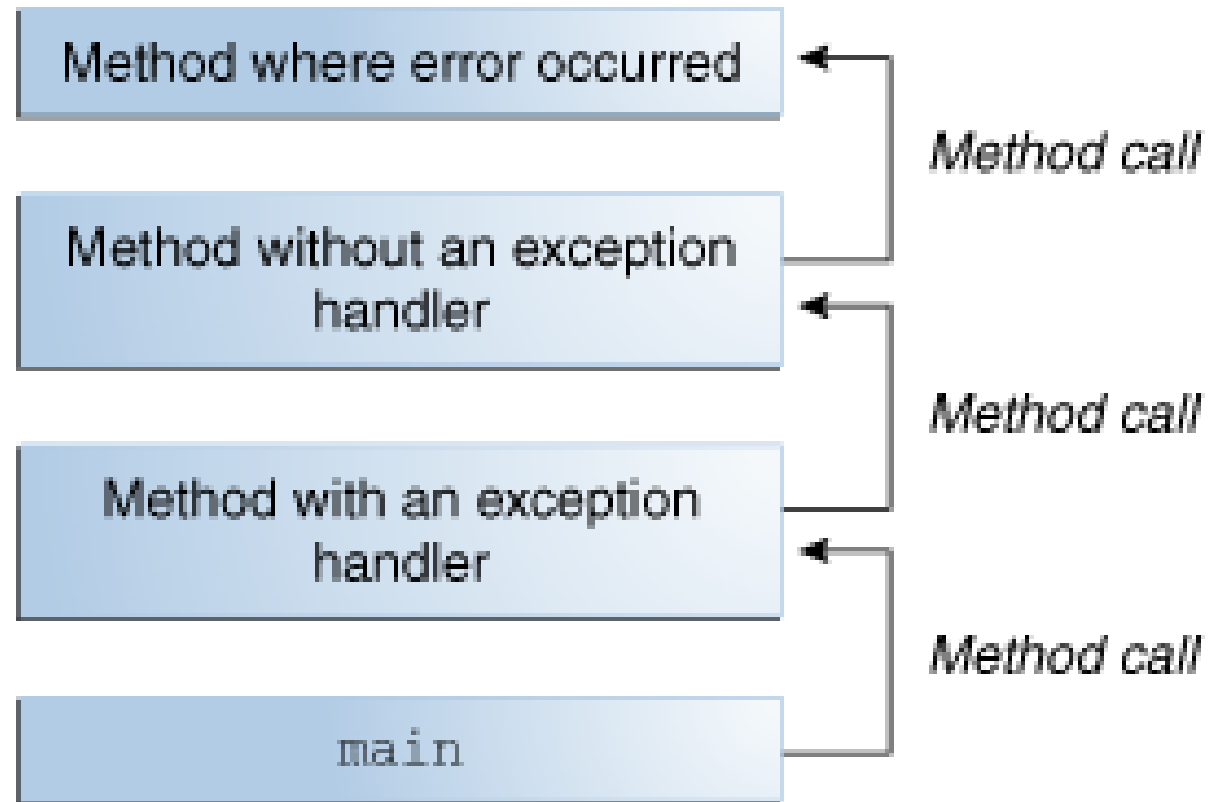 Method where error occurred
Method call
Method without an exception
handler
Method call
Method with an exception
handler
Method call
main